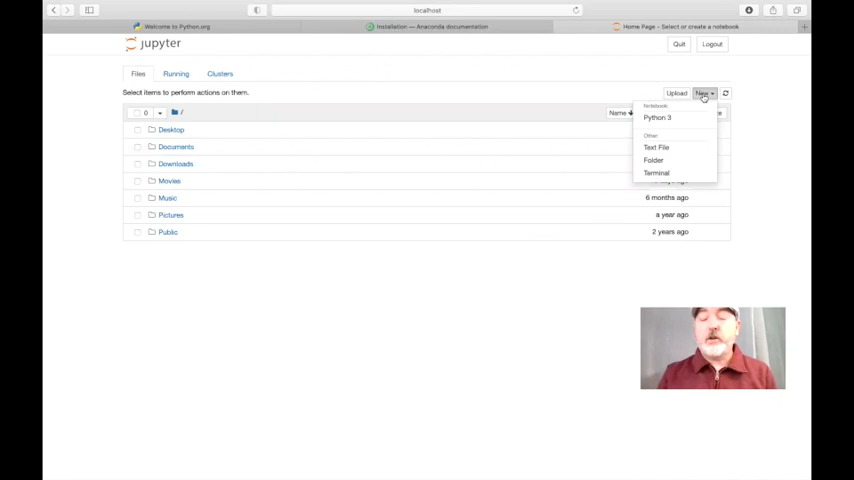 localhost
Welcome to Python.org
Installation — Anaconda documentation
Home Page - Select or create a notebook
jupyter
Quit
Logout
Files
Running
Clusters
Select items to perform actions on them.
Upload
New
0
/
Name
Notebook:
Python 3
Other:
Text File
Folder
Terminal
Desktop
Documents
Downloads
Movies
Music
6 months ago
Pictures
a year ago
Public
2 years ago